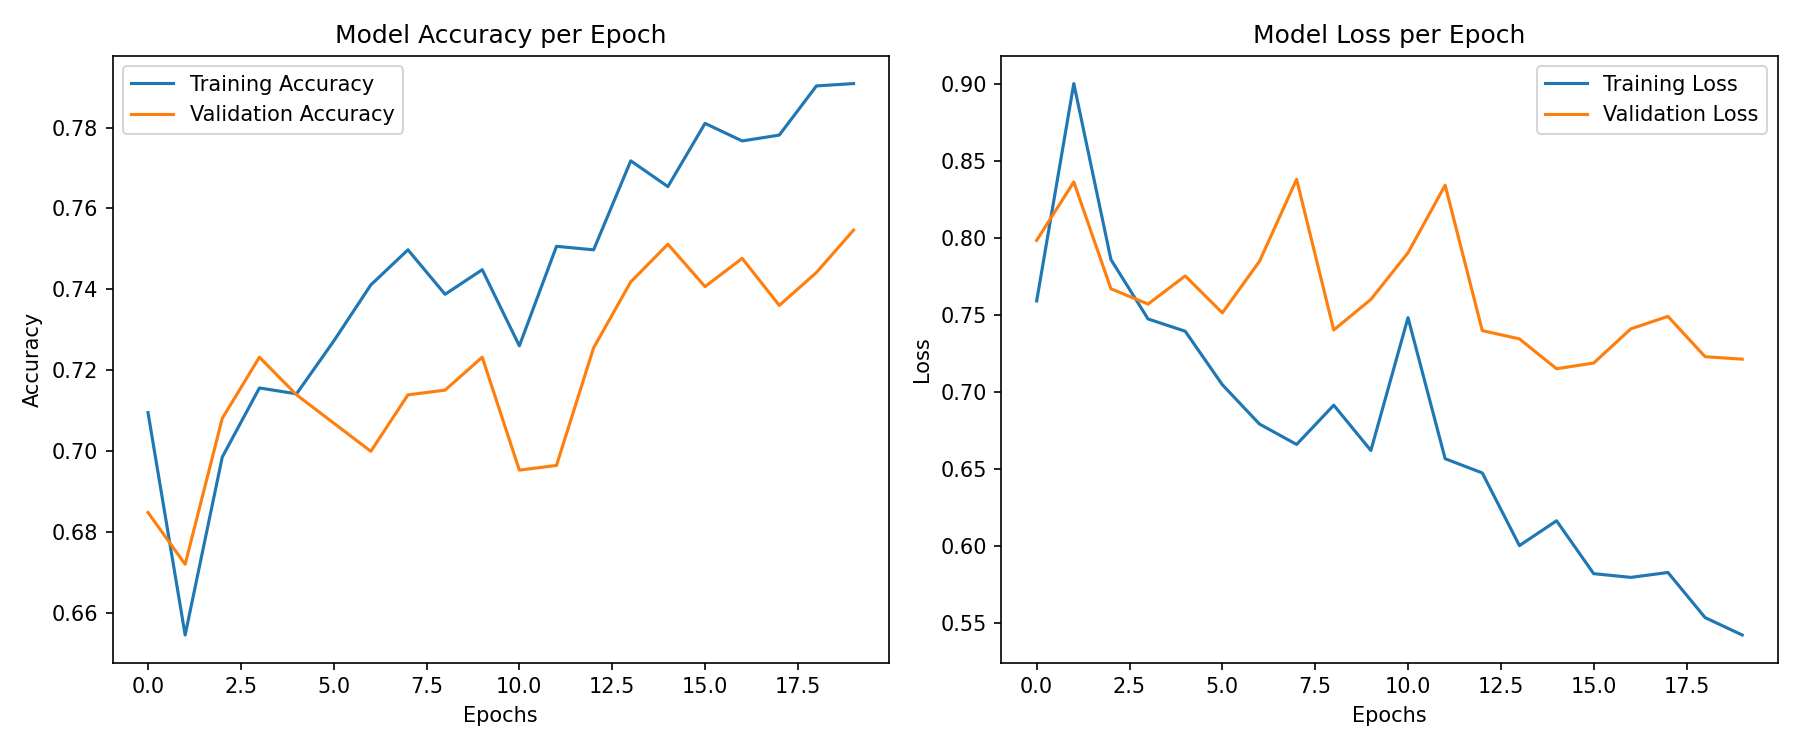 Model Accuracy per Epoch
Training Accuracy
Validation Accuracy
0.78
0.76
0.74
0.72
0.70
0.68
0.66
Accuracy
0.0 2.5 5.0 7.5 10.0 12.5 15.0 17.5
Epochs
Model Loss per Epoch
Training Loss
Validation Loss
0.90
0.85
0.80
0.75
0.70
0.65
0.60
0.55
Loss
0.0 2.5 5.0 7.5 10.0 12.5 15.0 17.5
Epochs